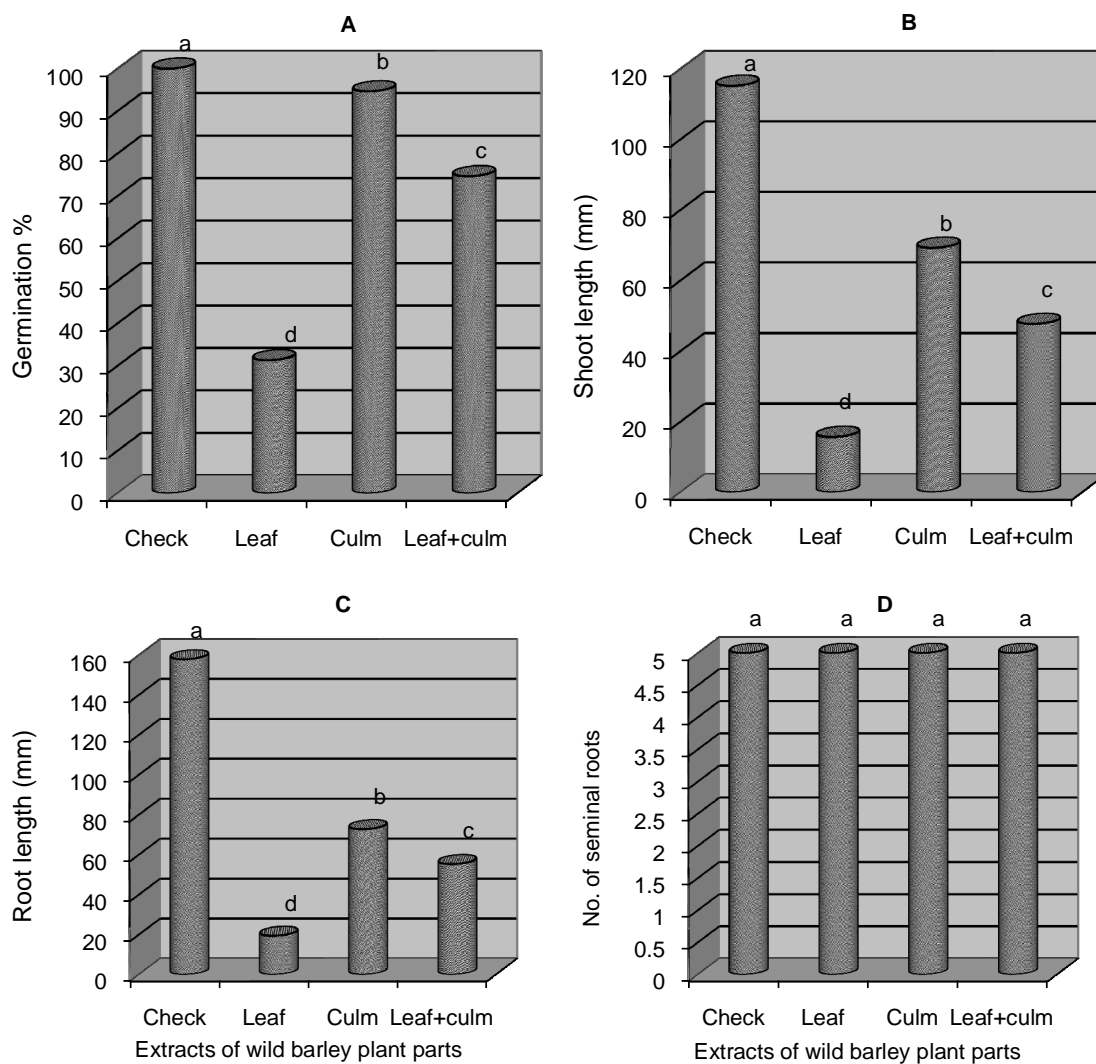 A
a
b
c
d
100
90
80
70
60
50
40
30
20
10
0
Germination %
Check Leaf Culm Leaf+culm
B
a
b
c
d
120
100
80
60
40
20
0
Shoot length (mm)
Check Leaf Culm Leaf+culm
C
a
b
c
d
160
140
120
100
80
60
40
20
0
Root length (mm)
Check Leaf Culm Leaf+culm
Extracts of wild barley plant parts
D
a a a a
5
4.5
4
3.5
3
2.5
2
1.5
1
0.5
0
No. of seminal roots
Check Leaf Culm Leaf+culm
Extracts of wild barley plant parts